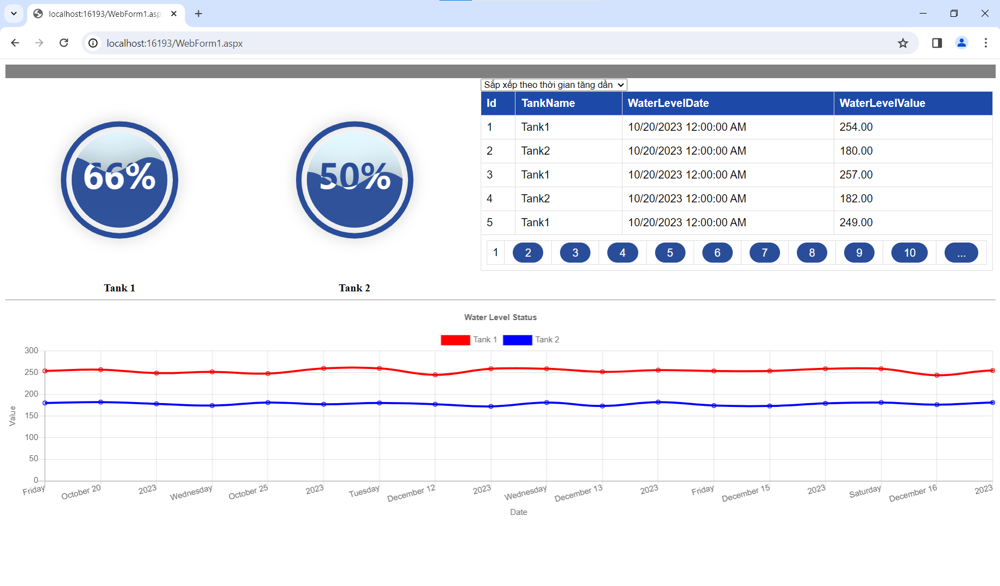 localhost:16193/WebForm1.asp
localhost:16193/WebForm1.aspx
66%
50%
Tank 1
Tank 2
Sắp xếp theo thời gian tăng dần
Id TankName WaterLevelDate WaterLevelValue
1 Tank1 10/20/2023 12:00:00 AM 254.00
2 Tank2 10/20/2023 12:00:00 AM 180.00
3 Tank1 10/20/2023 12:00:00 AM 257.00
4 Tank2 10/20/2023 12:00:00 AM 182.00
5 Tank1 10/20/2023 12:00:00 AM 249.00
1 2 3 4 5 6 7 8 9 10 ...
Water Level Status
Tank 1 Tank 2
300
250
200
150
100
50
0
Value
Friday October 20 2023 Wednesday October 25 2023 Tuesday December 12 2023 Wednesday December 13 2023 Friday December 15 2023 Saturday December 16 2023
Date